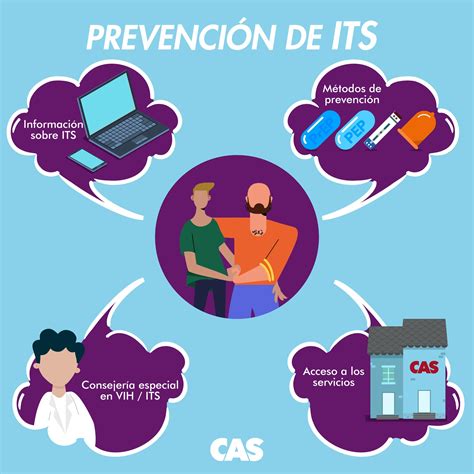 PREVENCIÓN DE ITS
Información
sobre ITS
Métodos de
prevención
PrEP
PEP
Consejería especial
en VIH / ITS
Acceso a los
servicios
CAS
CAS